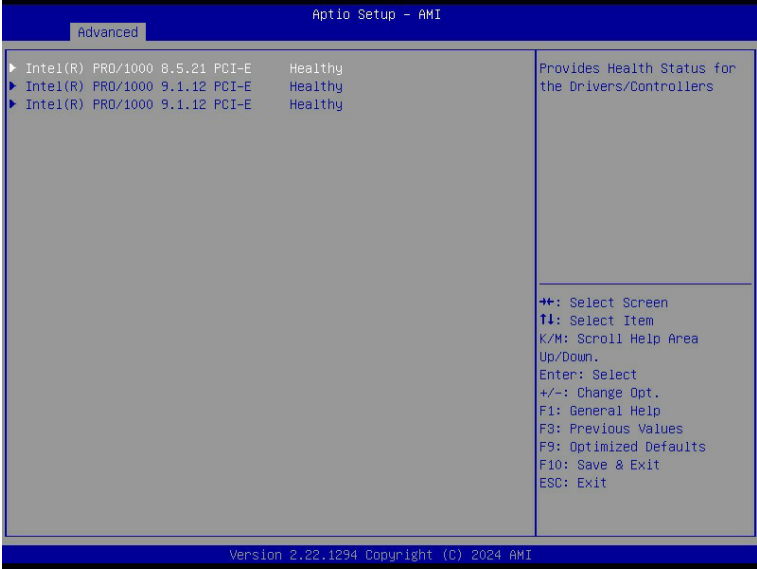 Aptio Setup - AMI
Advanced
Intel(R) PRO/1000 8.5.21 PCI-E Healthy
Intel(R) PRO/1000 9.1.12 PCI-E Healthy
Intel(R) PRO/1000 9.1.12 PCI-E Healthy
Provides Health Status for
the Drivers/Controllers
→←: Select Screen
↑↓: Select Item
K/M: Scroll Help Area
Up/Down.
Enter: Select
+/-: Change Opt.
F1: General Help
F3: Previous Values
F9: Optimized Defaults
F10: Save & Exit
ESC: Exit
Version 2.22.1294 Copyright (C) 2024 AMI